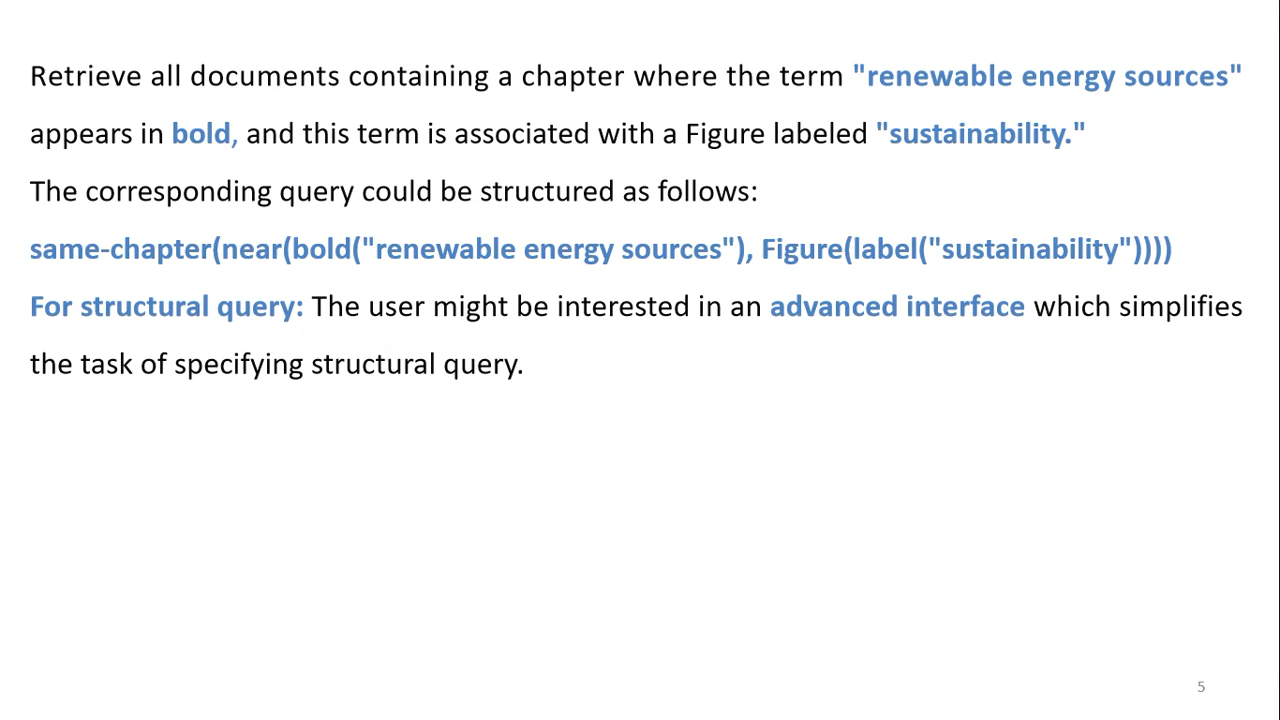 Retrieve all documents containing a chapter where the term "renewable energy sources"
appears in bold, and this term is associated with a Figure labeled "sustainability."
The corresponding query could be structured as follows:
same-chapter(near(bold("renewable energy sources"), Figure(label("sustainability"))))
For structural query: The user might be interested in an advanced interface which simplifies
the task of specifying structural query.
5